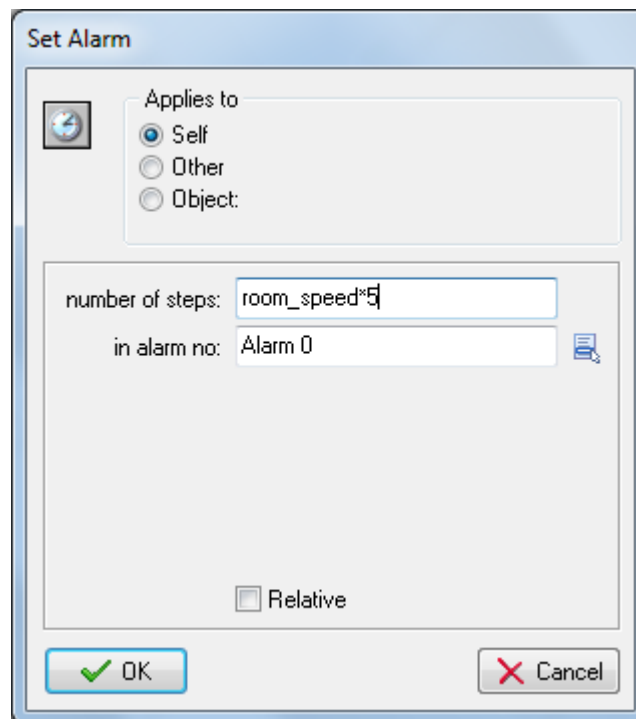 Set Alarm
Applies to
Self
Other
Object:
number of steps: room_speed*5
in alarm no: Alarm 0
Relative
OK
Cancel